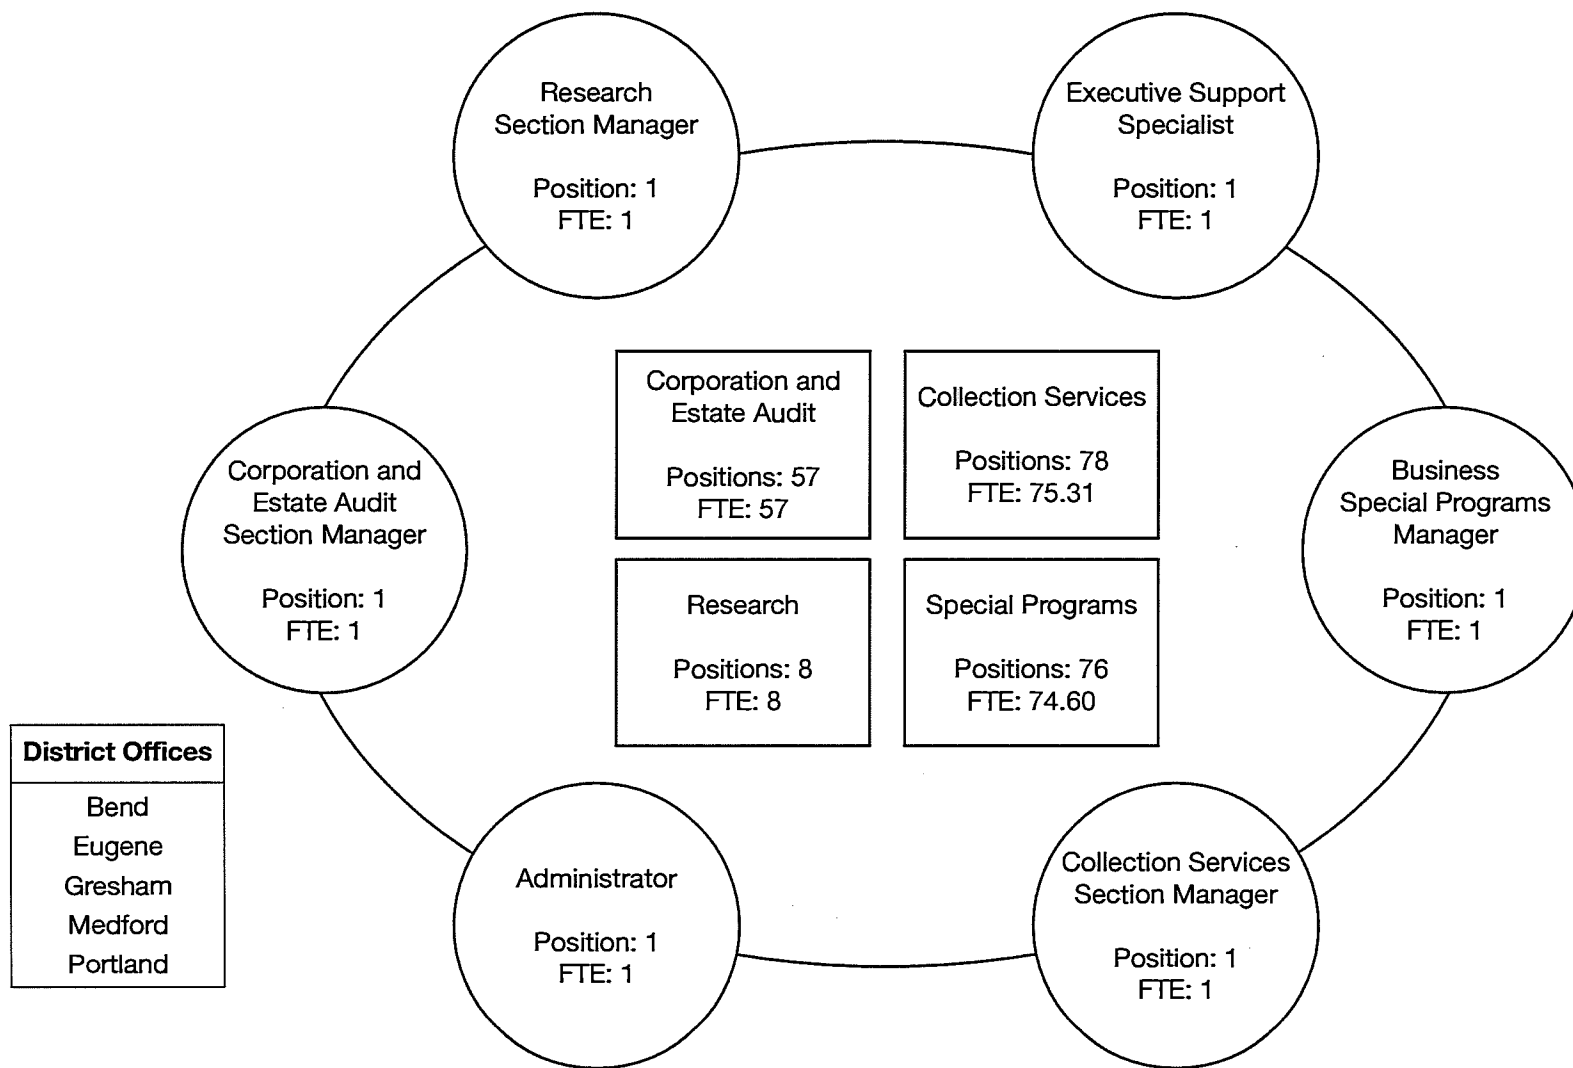 Research
Section Manager
Position: 1
FTE: 1
Executive Support
Specialist
Position: 1
FTE: 1
Corporation and
Estate Audit
Positions: 57
FTE: 57
Collection Services
Positions: 78
FTE: 75.31
Corporation and
Estate Audit
Section Manager
Position: 1
FTE: 1
Business
Special Programs
Manager
Position: 1
FTE: 1
Research
Positions: 8
FTE: 8
Special Programs
Positions: 76
FTE: 74.60
District Offices
Bend
Eugene
Gresham
Medford
Portland
Administrator
Position: 1
FTE: 1
Collection Services
Section Manager
Position: 1
FTE: 1